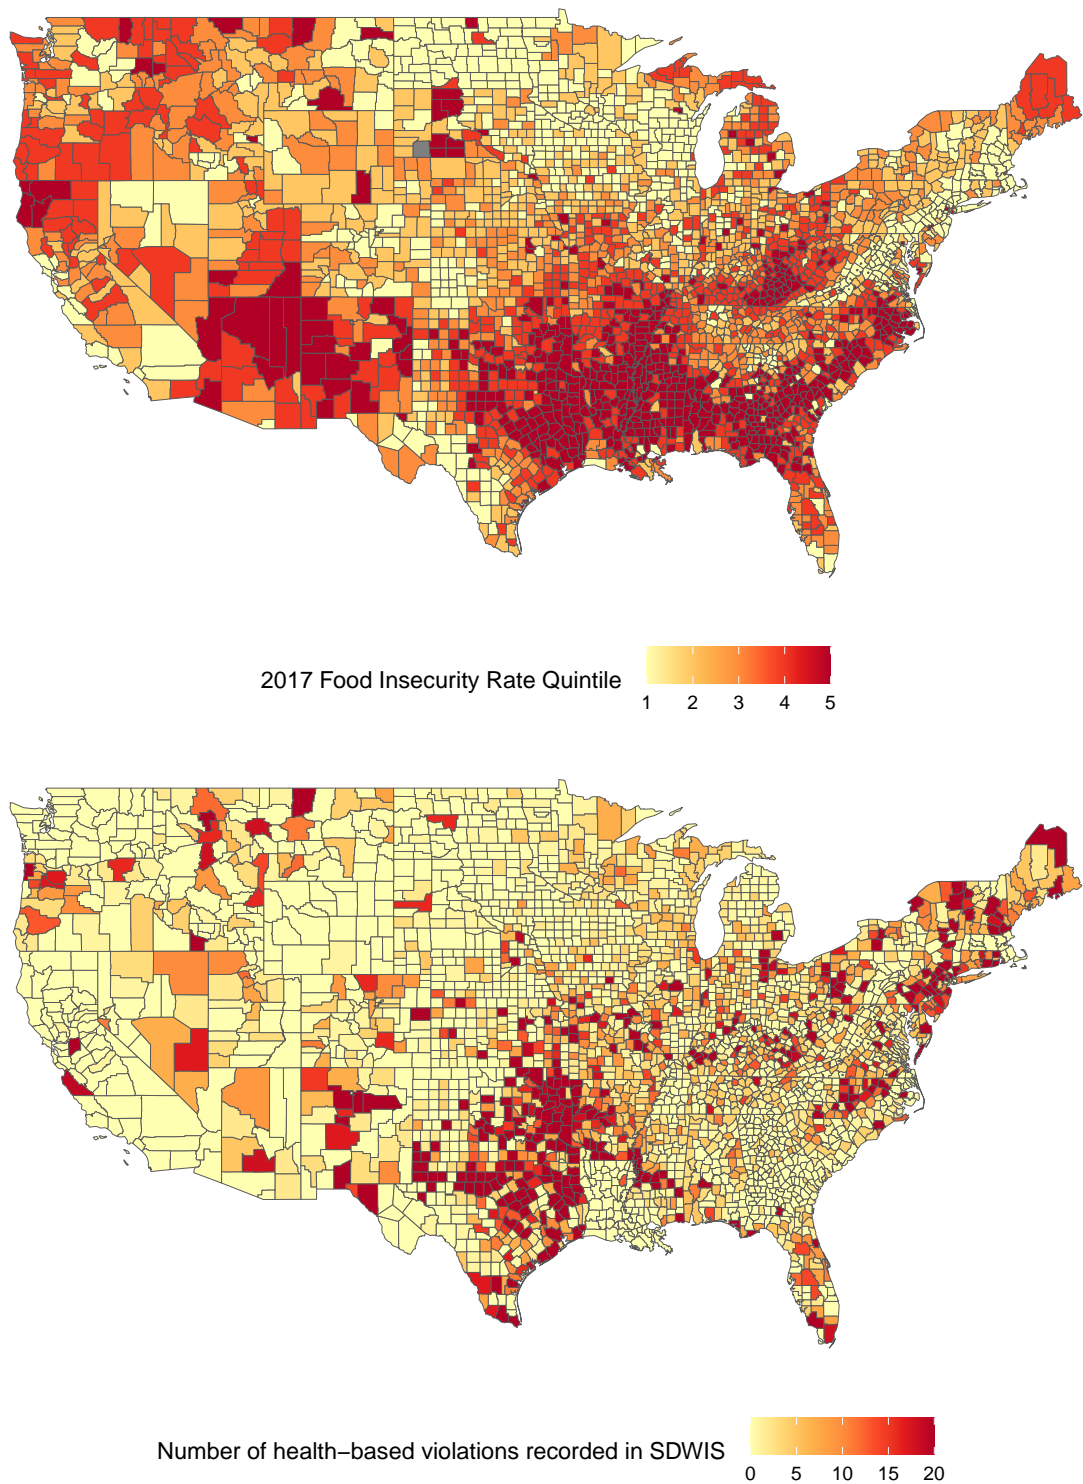 2017 Food Insecurity Rate Quintile
1 2 3 4 5
Number of health−based violations recorded in SDWIS
0 5 10 15 20